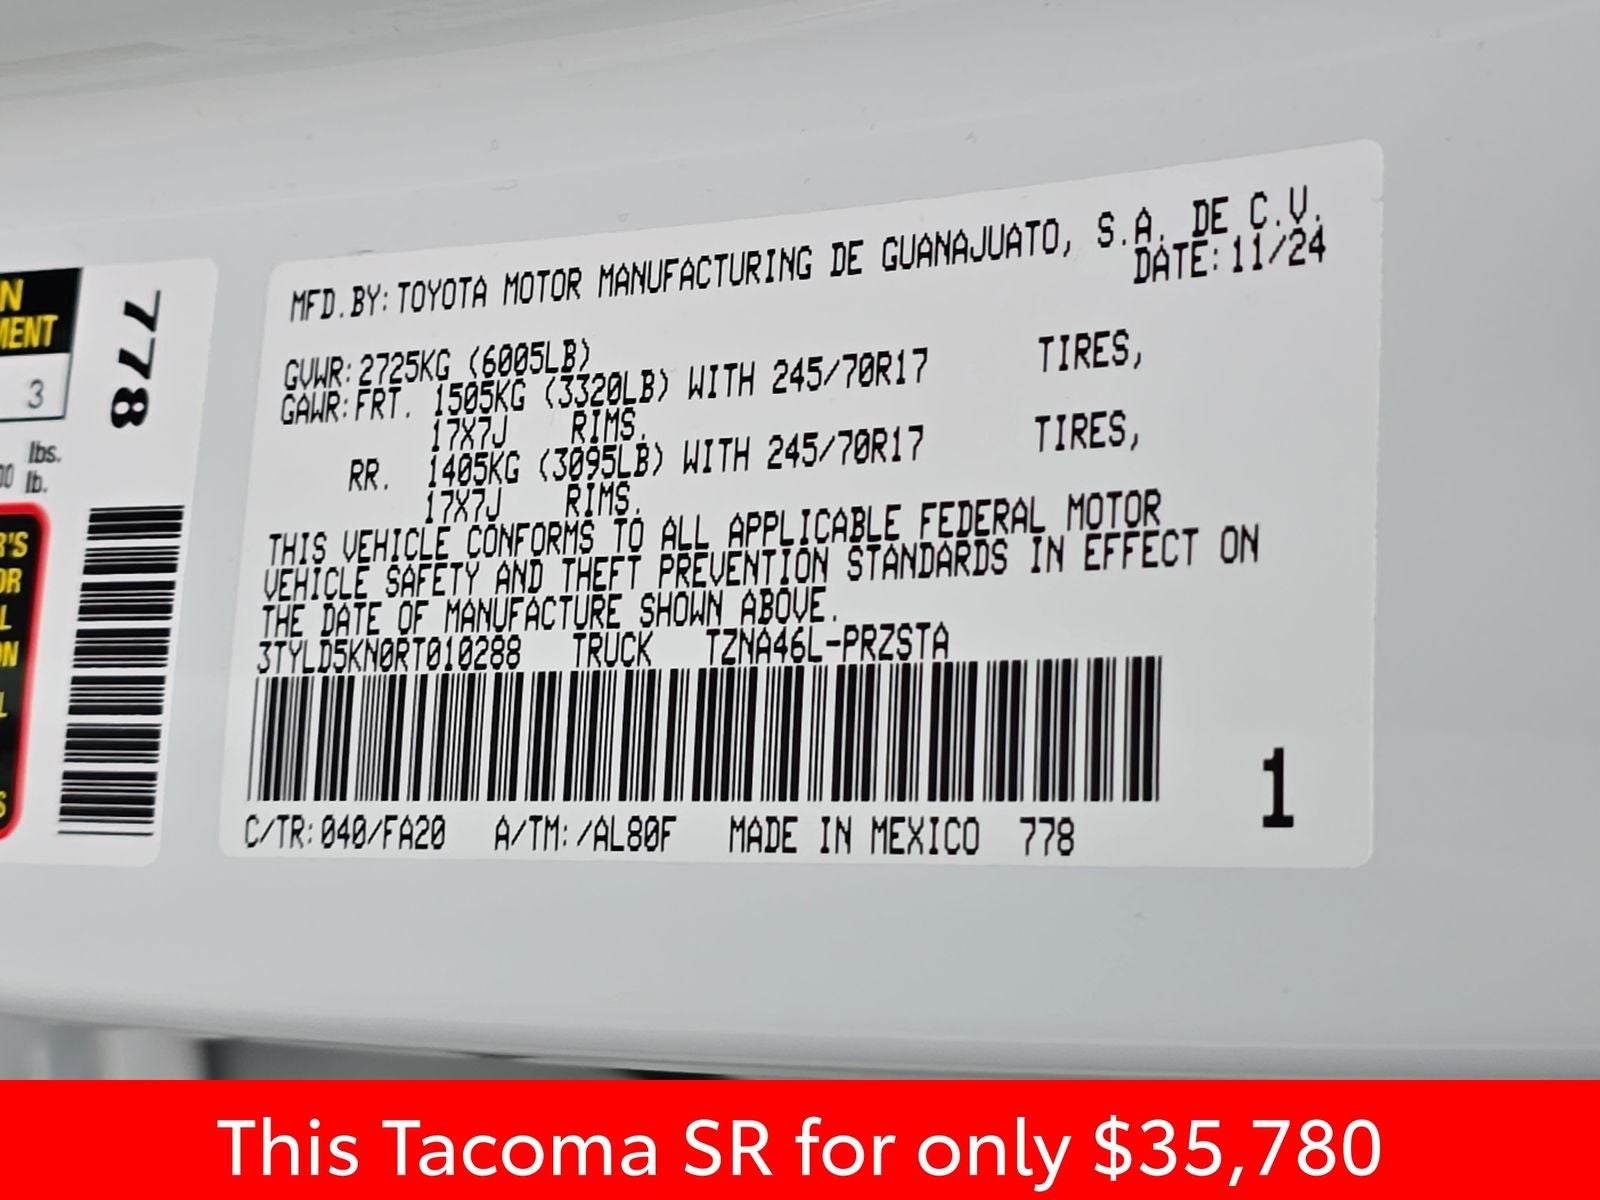 N
MENT
3
lbs.
00 lb.
R'S
OR
L
ON
L
S
778
MFD.BY:TOYOTA MOTOR MANUFACTURING DE GUANAJUATO, S.A. DE C.V.
DATE:11/24
GVWR:2725KG (6005LB)
GAWR:FRT. 1505KG (3320LB) WITH 245/70R17 TIRES,
17X7J RIMS.
RR. 1405KG (3095LB) WITH 245/70R17 TIRES,
17X7J RIMS.
THIS VEHICLE CONFORMS TO ALL APPLICABLE FEDERAL MOTOR
VEHICLE SAFETY AND THEFT PREVENTION STANDARDS IN EFFECT ON
THE DATE OF MANUFACTURE SHOWN ABOVE.
3TYLD5KN0RT010288 TRUCK TZNA46L-PRZSTA
C/TR:040/FA20 A/TM:/AL80F MADE IN MEXICO 778
1
This Tacoma SR for only $35,780